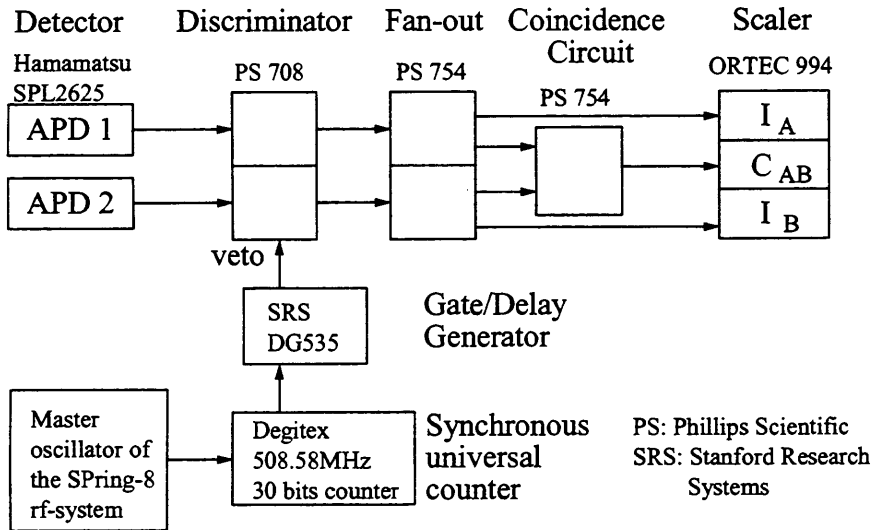 Detector
Discriminator
Fan-out
Coincidence
Circuit
Scaler
Hamamatsu
SPL2625
PS 708
PS 754
PS 754
ORTEC 994
APD 1
APD 2
I A
C AB
I B
veto
SRS
DG535
Gate/Delay
Generator
Master
oscillator of
the SPring-8
rf-system
Degitex
508.58MHz
30 bits counter
Synchronous
universal
counter
PS: Phillips Scientific
SRS: Stanford Research
Systems